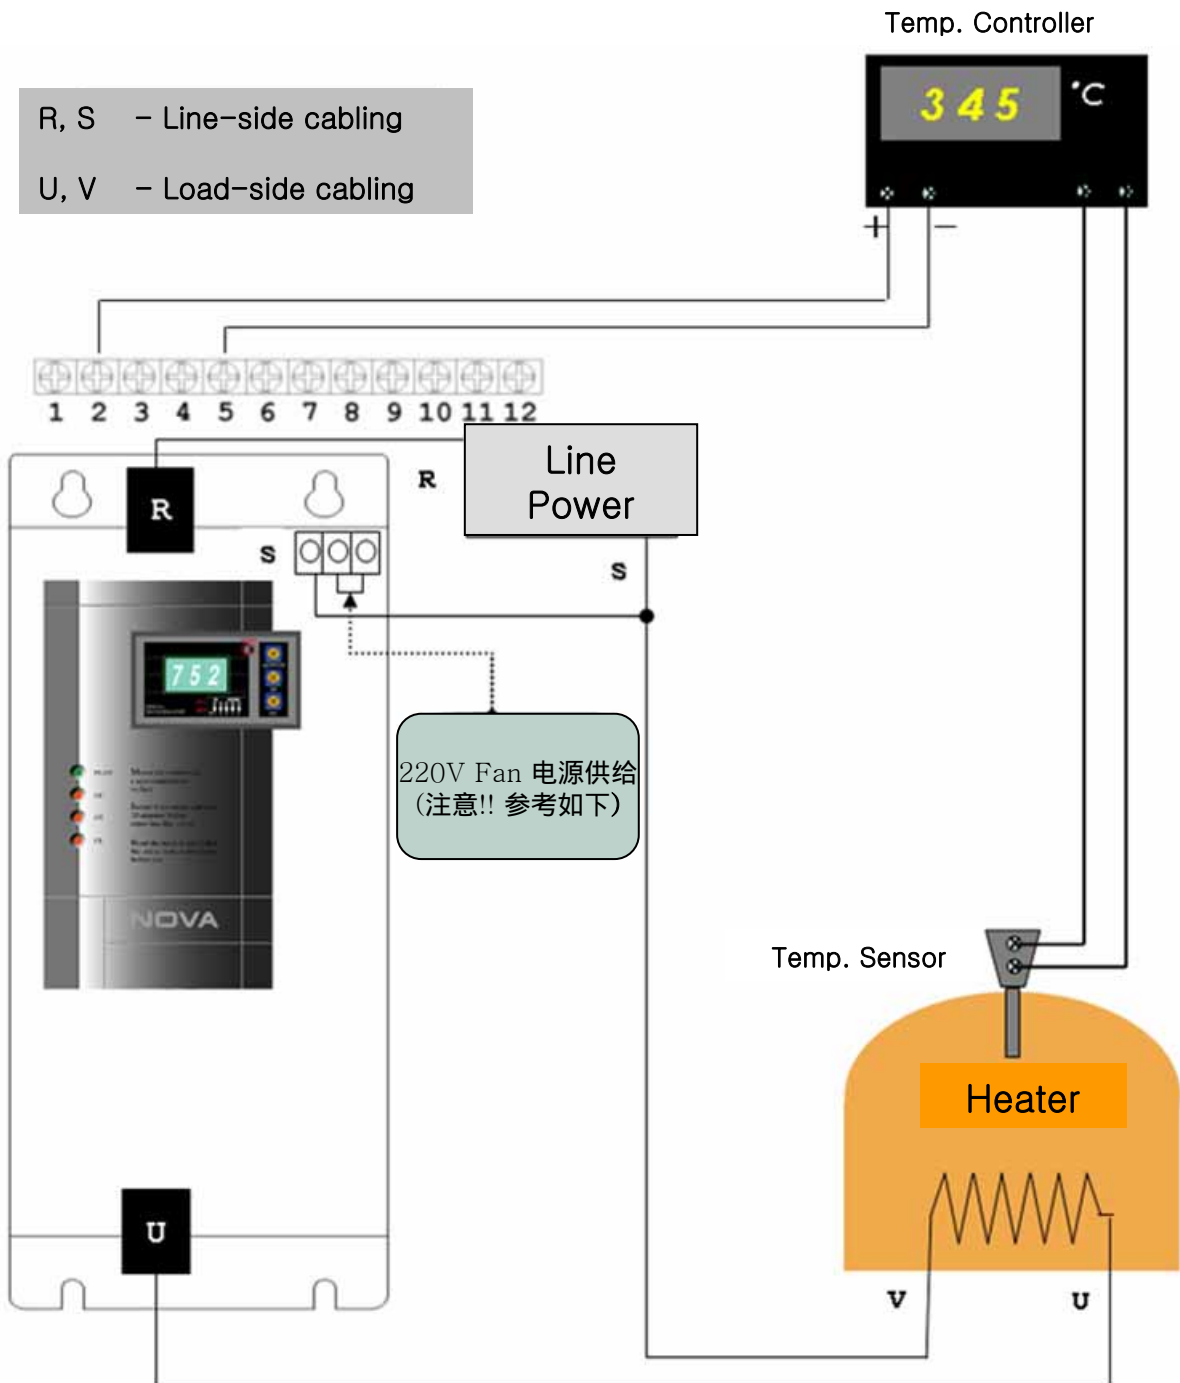 Temp. Controller
345 °C
R, S - Line-side cabling
U, V - Load-side cabling
+ -
1 2 3 4 5 6 7 8 9 10 11 12
Line
Power
R
R
S
S
752
220V Fan 电源供给
(注意!! 参考如下)
NOVA
Temp. Sensor
Heater
U
V
U